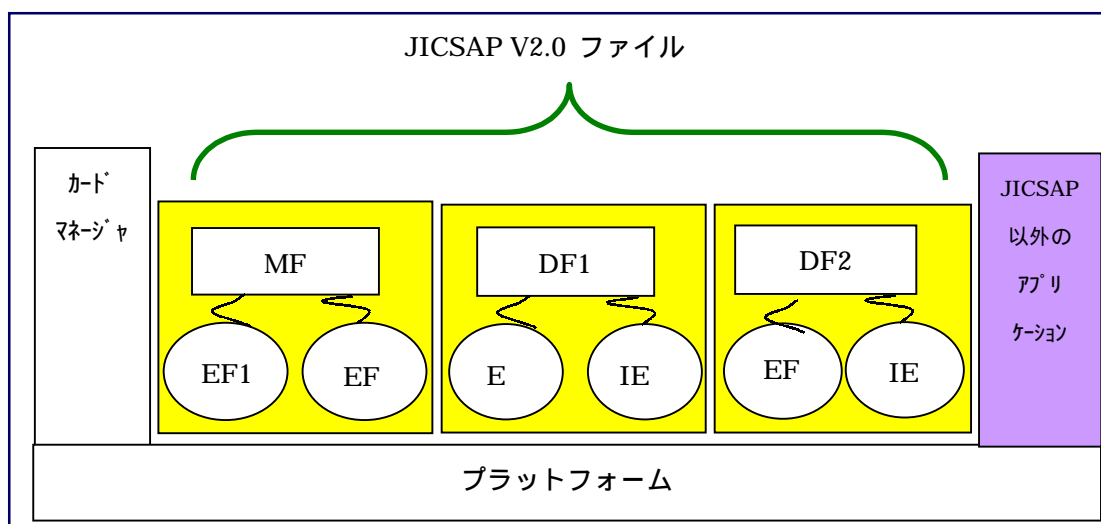 JICSAP V2.0 ファイル
ｶｰﾄﾞ
ﾏﾈｰｼﾞｬ
MF
EF1
EF
DF1
E
IE
DF2
EF
IE
JICSAP
以外の
ｱﾌﾟﾘ
ｹｰｼｮﾝ
プラットフォーム